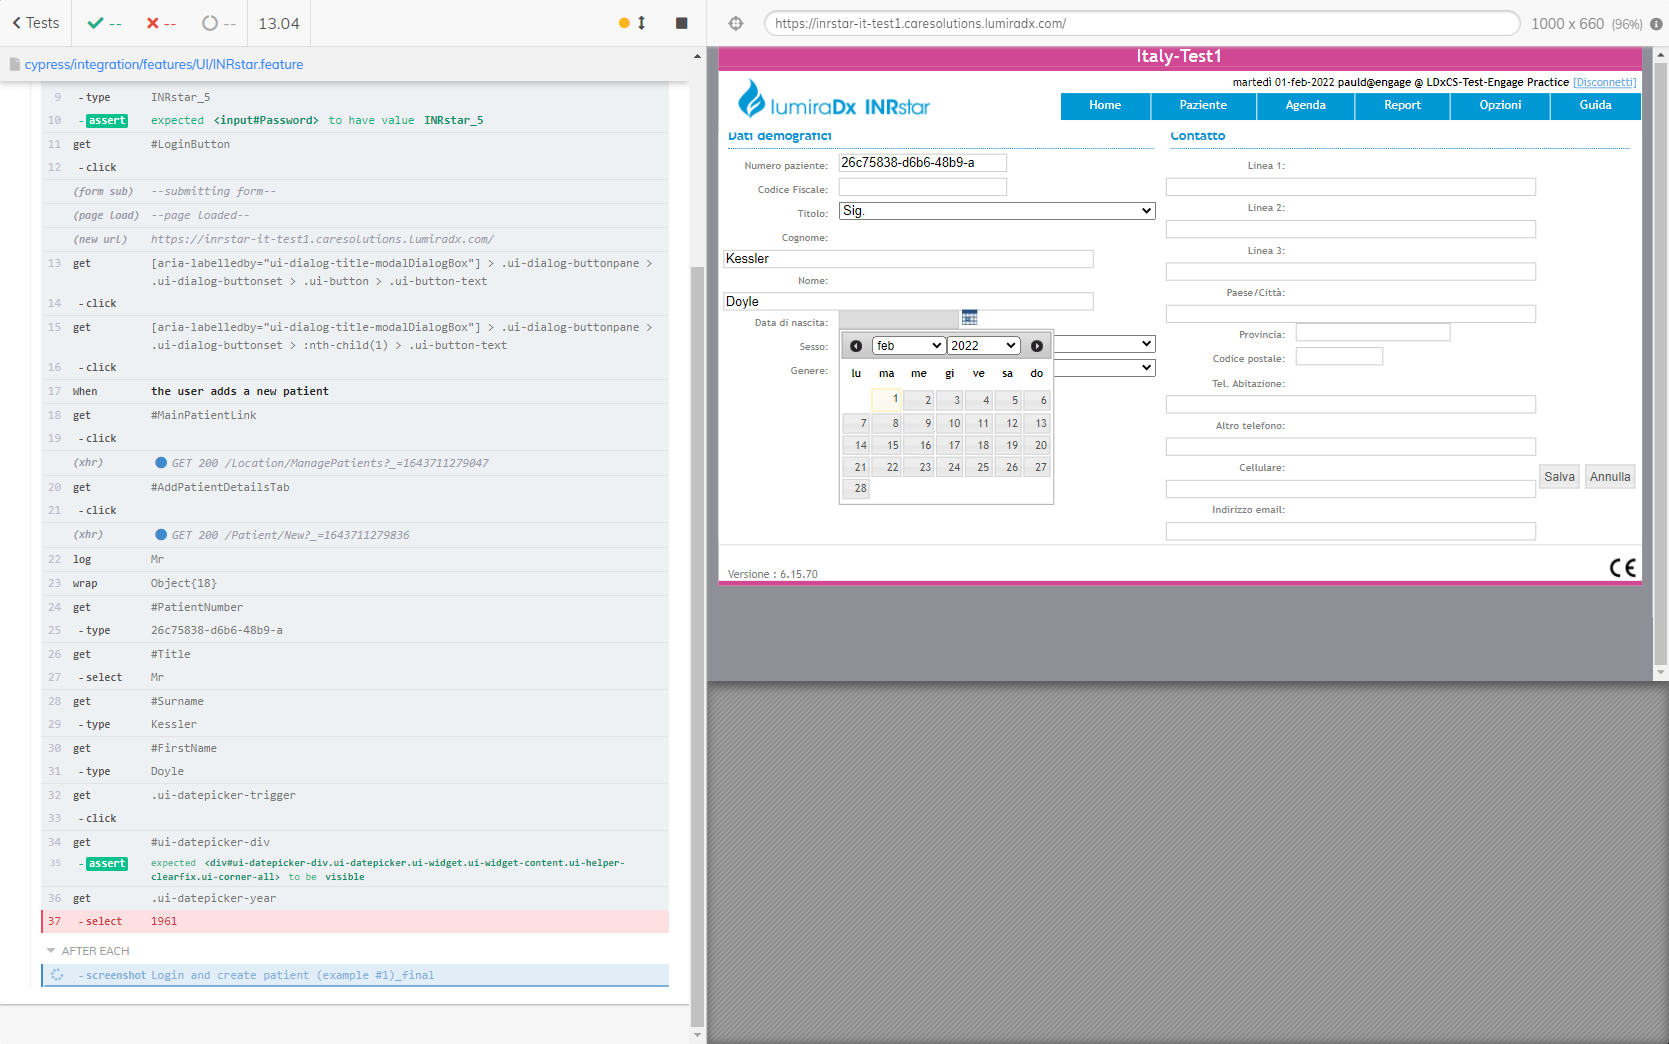 Tests
--
--
--
13.04
cypress/integration/features/UI/INRstar.feature
9 -type INRstar_5
10 -assert expected <input#Password> to have value INRstar_5
11 get #LoginButton
12 -click
(form sub) --submitting form--
(page load) --page loaded--
(new url) https://inrstar-it-test1.caresolutions.lumiradx.com/
13 get [aria-labelledby="ui-dialog-title-modalDialogBox"] > .ui-dialog-buttonpane >
.ui-dialog-buttonset > .ui-button > .ui-button-text
14 -click
15 get [aria-labelledby="ui-dialog-title-modalDialogBox"] > .ui-dialog-buttonpane >
.ui-dialog-buttonset > :nth-child(1) > .ui-button-text
16 -click
17 When the user adds a new patient
18 get #MainPatientLink
19 -click
(xhr) GET 200 /Location/ManagePatients?_=1643711279047
20 get #AddPatientDetailsTab
21 -click
(xhr) GET 200 /Patient/New?_=1643711279836
22 log Mr
23 wrap Object{18}
24 get #PatientNumber
25 -type 26c75838-d6b6-48b9-a
26 get #Title
27 -select Mr
28 get #Surname
29 -type Kessler
30 get #FirstName
31 -type Doyle
32 get .ui-datepicker-trigger
33 -click
34 get #ui-datepicker-div
35 -assert expected <div#ui-datepicker-div.ui-datepicker.ui-widget.ui-widget-content.ui-helper-
clearfix.ui-corner-all> to be visible
36 get .ui-datepicker-year
37 -select 1961
AFTER EACH
-screenshot Login and create patient (example #1)_final
https://inrstar-it-test1.caresolutions.lumiradx.com/
1000 x 660 (96%)
Italy-Test1
martedì 01-feb-2022 pauld@engage @ LDxCS-Test-Engage Practice [Disconnetti]
lumiraDx INRstar
Home Paziente Agenda Report Opzioni Guida
Dati demografici
Numero paziente: 26c75838-d6b6-48b9-a
Codice Fiscale:
Titolo: Sig.
Cognome:
Kessler
Nome:
Doyle
Data di nascita:
Sesso:
Genere:
feb 2022
lu ma me gi ve sa do
1 2 3 4 5 6
7 8 9 10 11 12 13
14 15 16 17 18 19 20
21 22 23 24 25 26 27
28
Contatto
Linea 1:
Linea 2:
Linea 3:
Paese/Città:
Provincia:
Codice postale:
Tel. Abitazione:
Altro telefono:
Cellulare:
Indirizzo email:
Salva Annulla
Versione : 6.15.70
CE